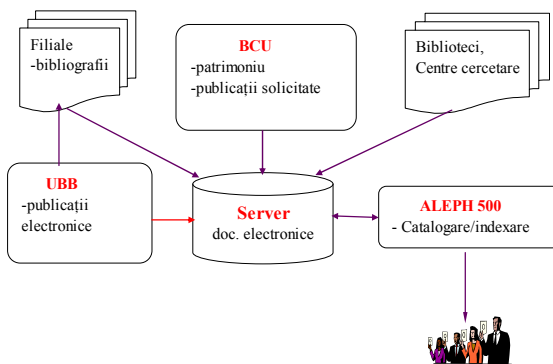 Filiale
-bibliografii
BCU
-patrimoniu
-publicații solicitate
Biblioteci,
Centre cercetare
UBB
-publicații
electronice
Server
doc. electronice
ALEPH 500
- Catalogare/indexare